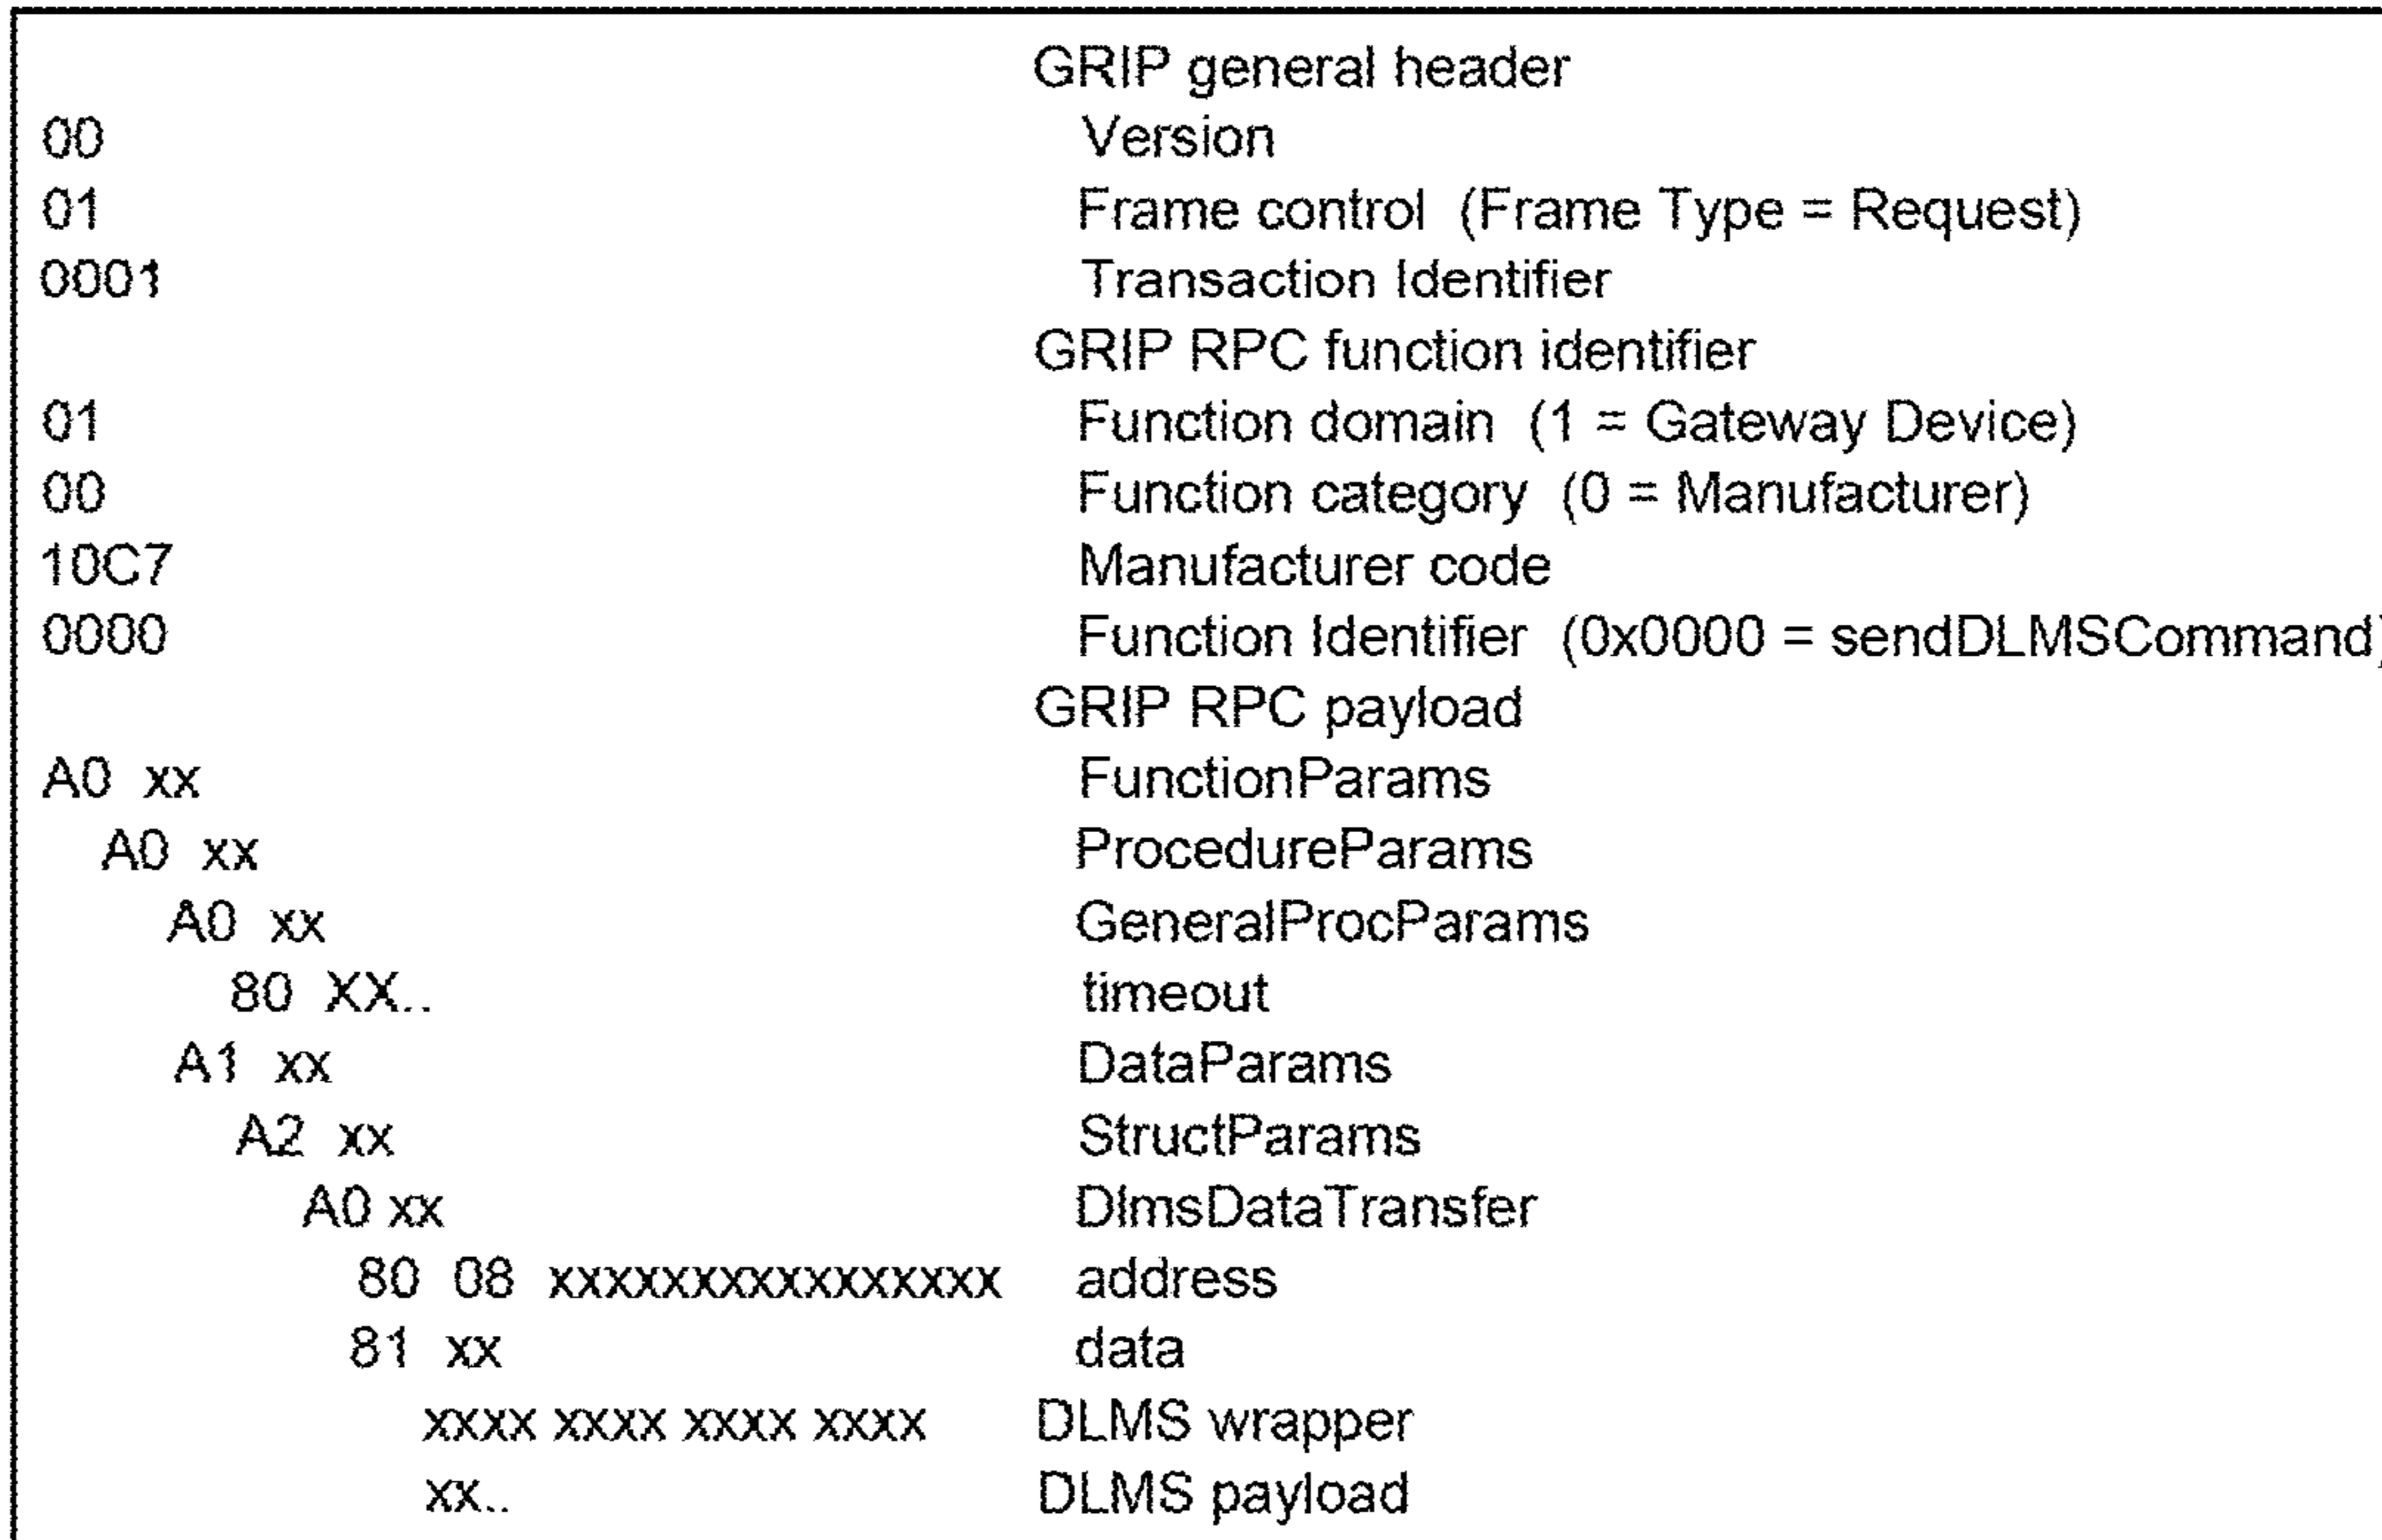 GRIP general header
00 Version
01 Frame control (Frame Type = Request)
0001 Transaction Identifier
GRIP RPC function identifier
01 Function domain (1 = Gateway Device)
00 Function category (0 = Manufacturer)
10C7 Manufacturer code
0000 Function Identifier (0x0000 = sendDLMSCommand)
GRIP RPC payload
A0 xx FunctionParams
A0 xx ProcedureParams
A0 xx GeneralProcParams
80 XX.. timeout
A1 xx DataParams
A2 xx StructParams
A0 xx DlmsDataTransfer
80 08 xxxxxxxxxxxxxxxx address
81 xx data
xxxx xxxx xxxx xxxx DLMS wrapper
xx.. DLMS payload